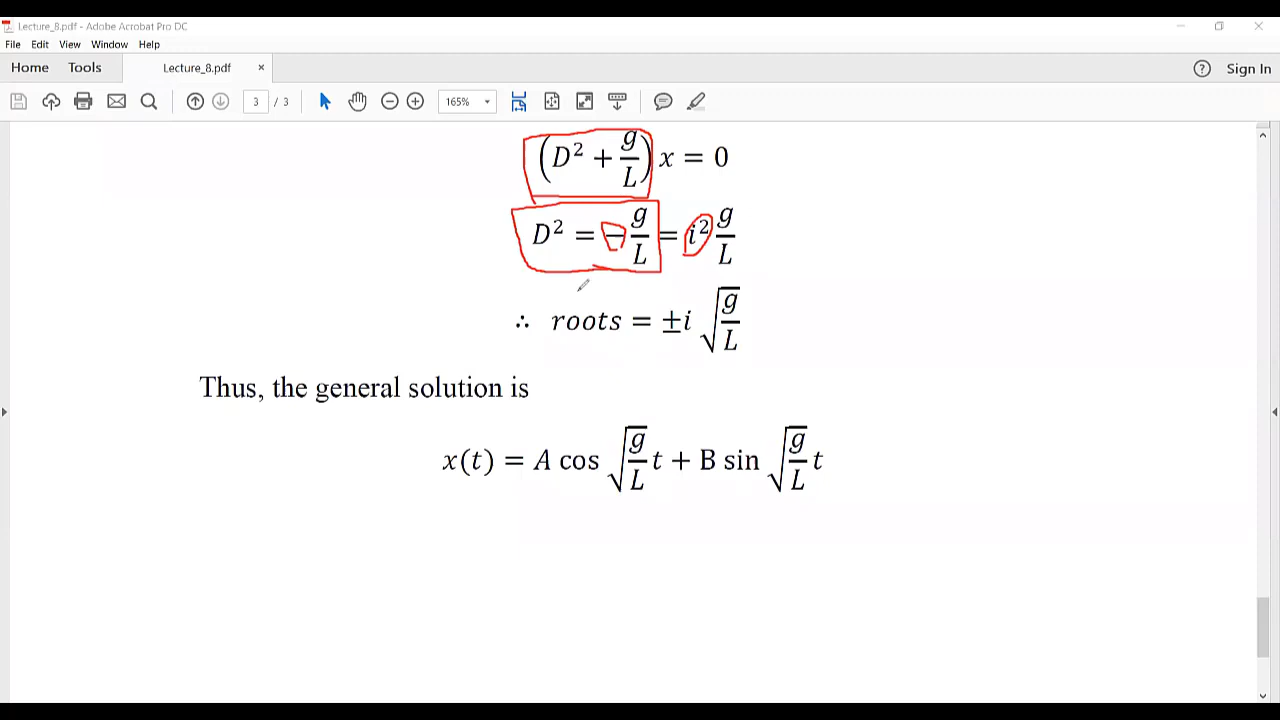 Lecture_8.pdf - Adobe Acrobat Pro DC
File Edit View Window Help
Home Tools Lecture_8.pdf × ? Sign In
3 / 3 165%
(D² + g/L) x = 0
D² = − g/L = i² g/L
∴ roots = ±i √(g/L)
Thus, the general solution is
x(t) = A cos √(g/L) t + B sin √(g/L) t